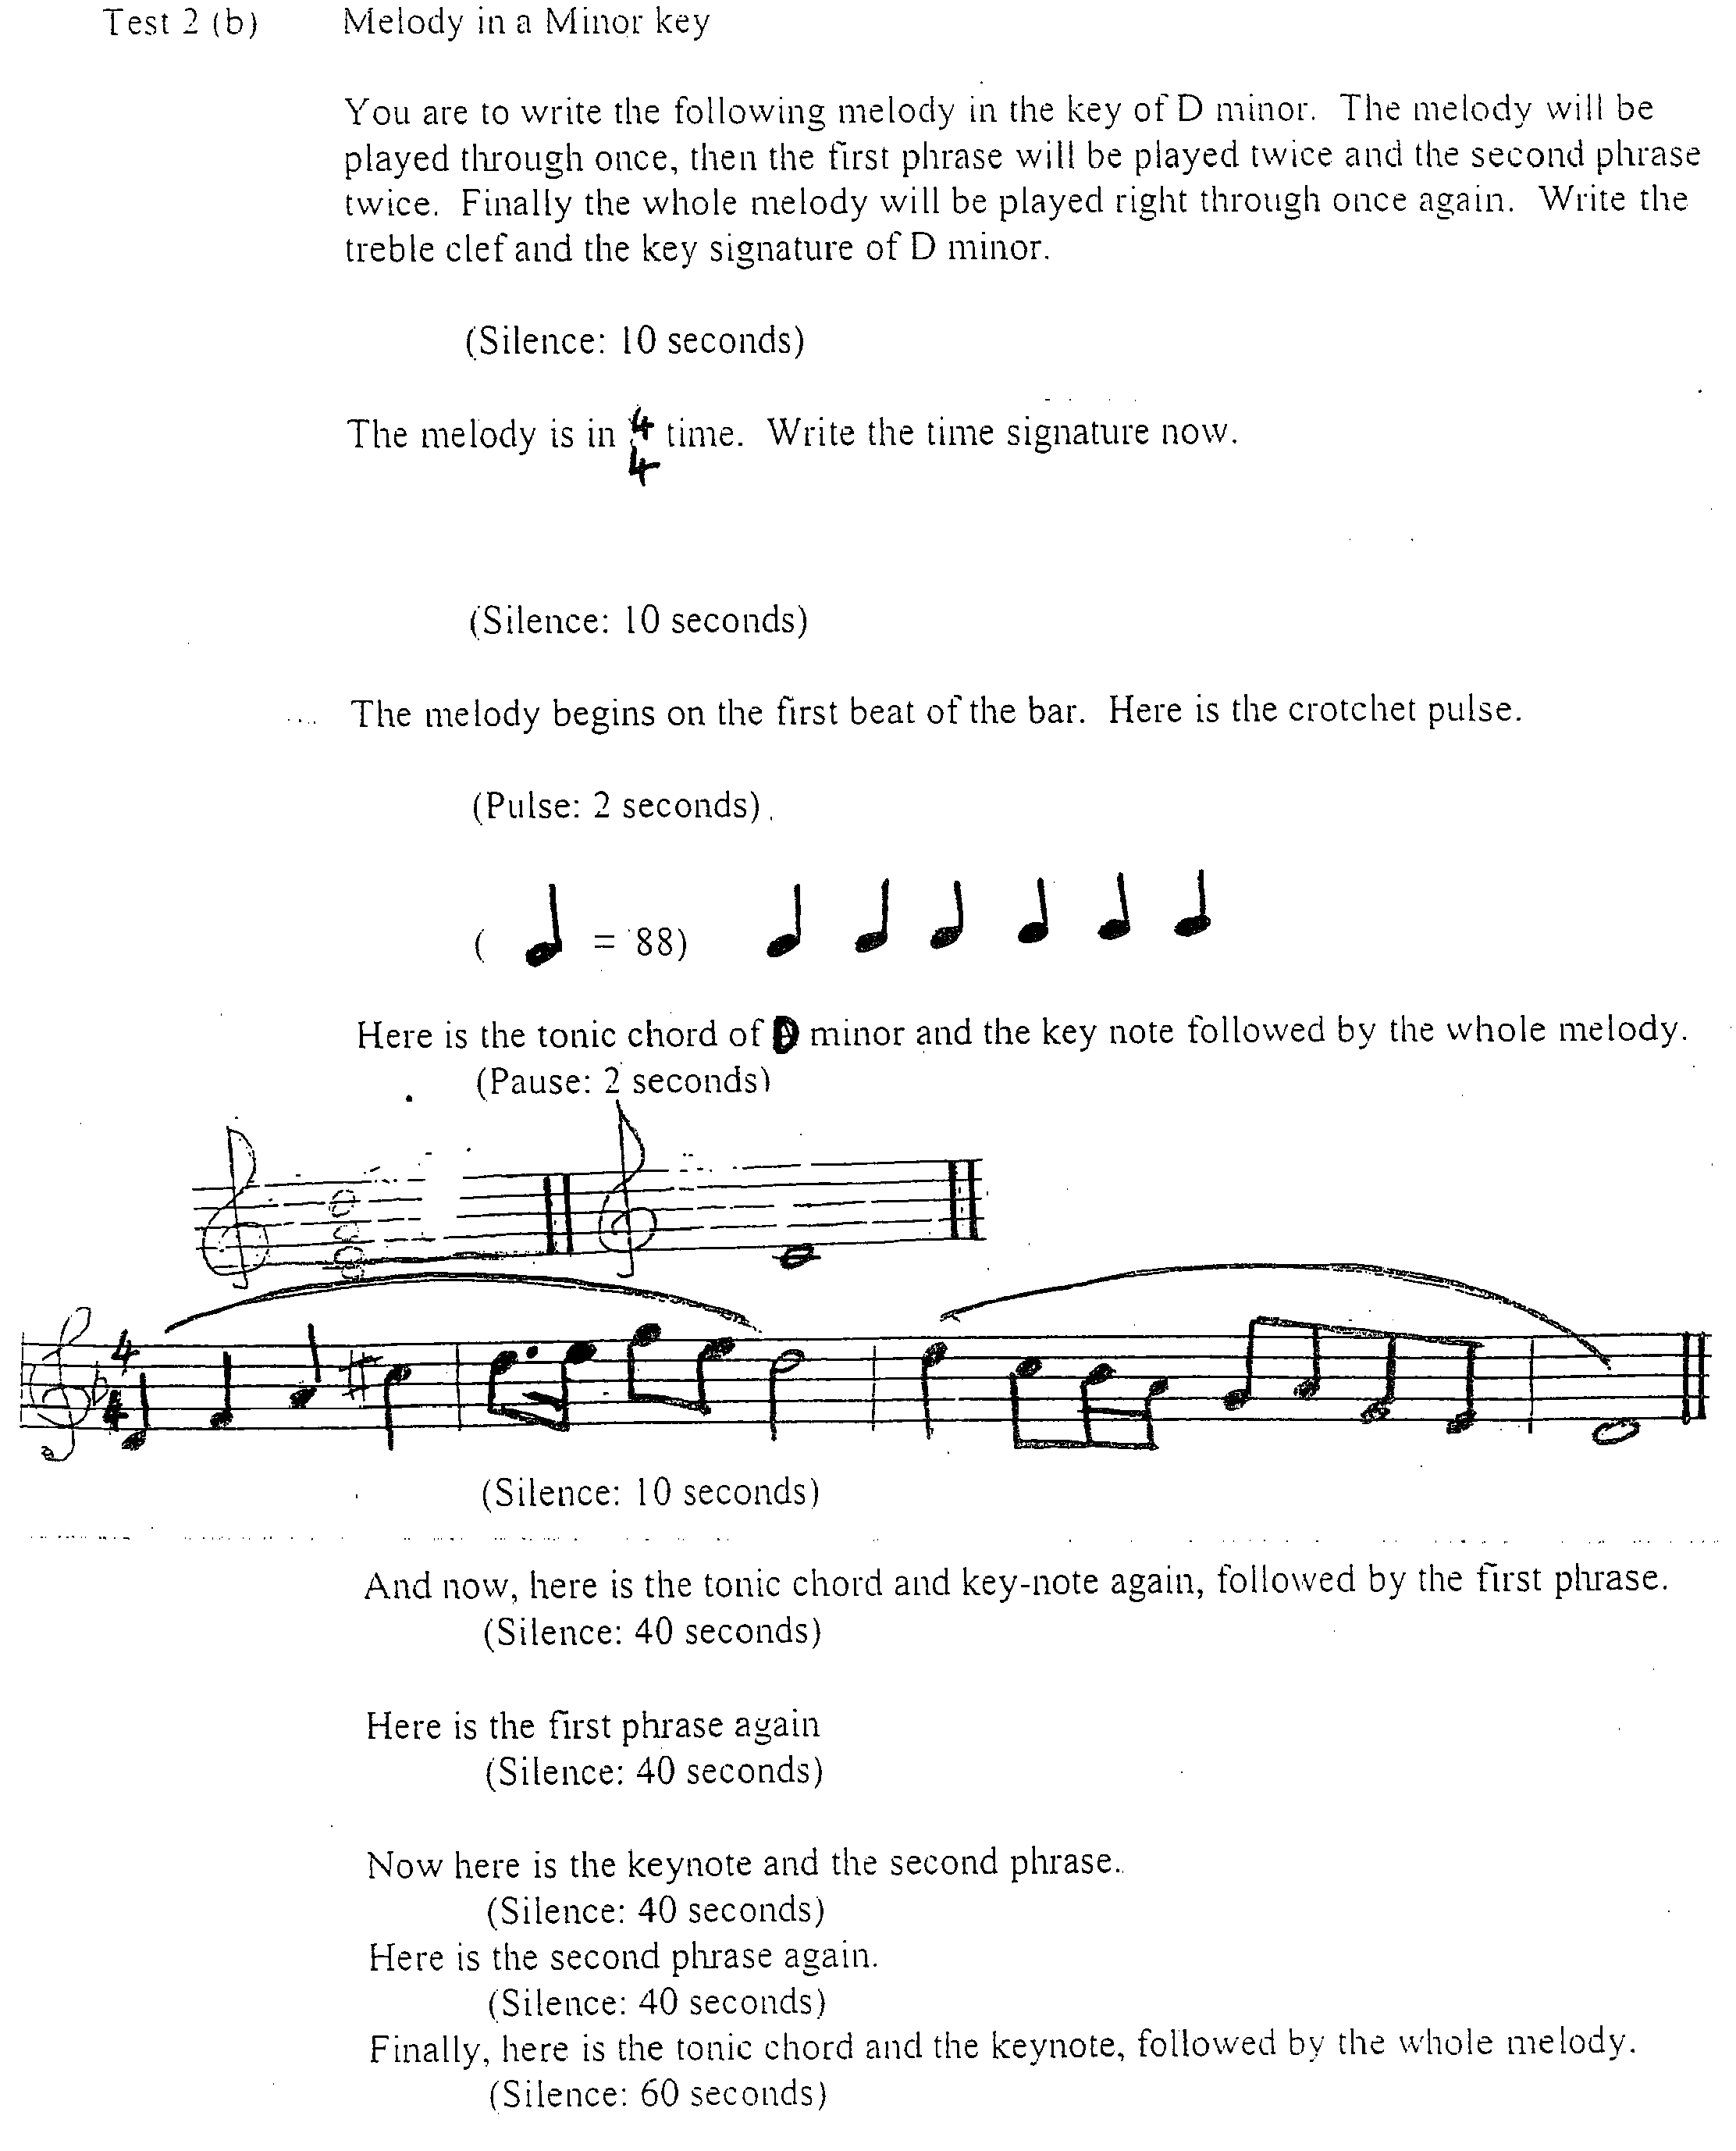 Test 2 (b) Melody in a Minor key
You are to write the following melody in the key of D minor. The melody will be
played through once, then the first phrase will be played twice and the second phrase
twice. Finally the whole melody will be played right through once again. Write the
treble clef and the key signature of D minor.
(Silence: 10 seconds)
The melody is in 4/4 time. Write the time signature now.
(Silence: 10 seconds)
The melody begins on the first beat of the bar. Here is the crotchet pulse.
(Pulse: 2 seconds)
( ♩ = 88) ♩ ♩ ♩ ♩ ♩ ♩
Here is the tonic chord of D minor and the key note followed by the whole melody.
(Pause: 2 seconds)
4
4
(Silence: 10 seconds)
And now, here is the tonic chord and key-note again, followed by the first phrase.
(Silence: 40 seconds)
Here is the first phrase again
(Silence: 40 seconds)
Now here is the keynote and the second phrase.
(Silence: 40 seconds)
Here is the second phrase again.
(Silence: 40 seconds)
Finally, here is the tonic chord and the keynote, followed by the whole melody.
(Silence: 60 seconds)